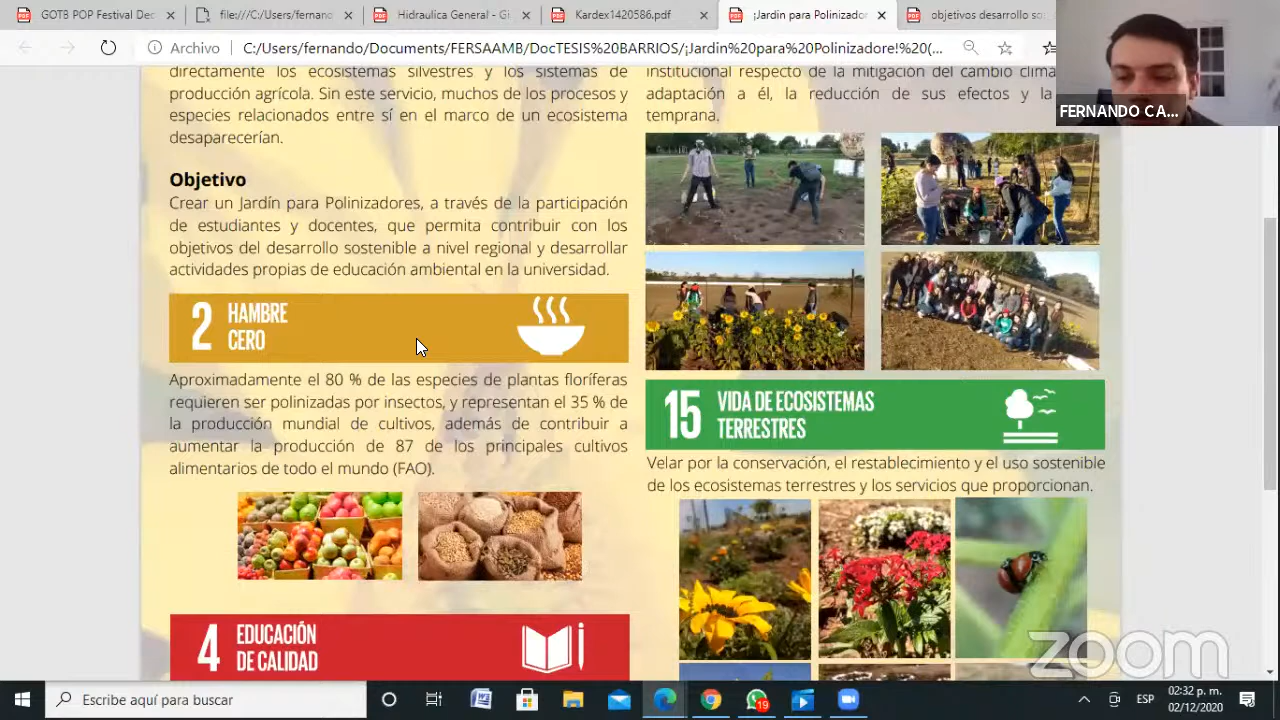 GOTB POP Festival Dec
file:///C:/Users/fernando
Hidraulica General - Gi
Kardex1420586.pdf
¡Jardin para Polinizador
objetivos desarrollo so
Archivo
C:/Users/fernando/Documents/FERSAAMB/DocTESIS%20BARRIOS/¡Jardin%20para%20Polinizadore!%20(...
FERNANDO CA...
directamente los ecosistemas silvestres y los sistemas de
producción agrícola. Sin este servicio, muchos de los procesos y
especies relacionados entre sí en el marco de un ecosistema
desaparecerían.
Objetivo
Crear un Jardín para Polinizadores, a través de la participación
de estudiantes y docentes, que permita contribuir con los
objetivos del desarrollo sostenible a nivel regional y desarrollar
actividades propias de educación ambiental en la universidad.
2 HAMBRE
CERO
Aproximadamente el 80 % de las especies de plantas floríferas
requieren ser polinizadas por insectos, y representan el 35 % de
la producción mundial de cultivos, además de contribuir a
aumentar la producción de 87 de los principales cultivos
alimentarios de todo el mundo (FAO).
4 EDUCACIÓN
DE CALIDAD
institucional respecto de la mitigación del cambio clima
adaptación a él, la reducción de sus efectos y la
temprana.
15 VIDA DE ECOSISTEMAS
TERRESTRES
Velar por la conservación, el restablecimiento y el uso sostenible
de los ecosistemas terrestres y los servicios que proporcionan.
zoom
Escribe aquí para buscar
19
ESP
02:32 p. m.
02/12/2020